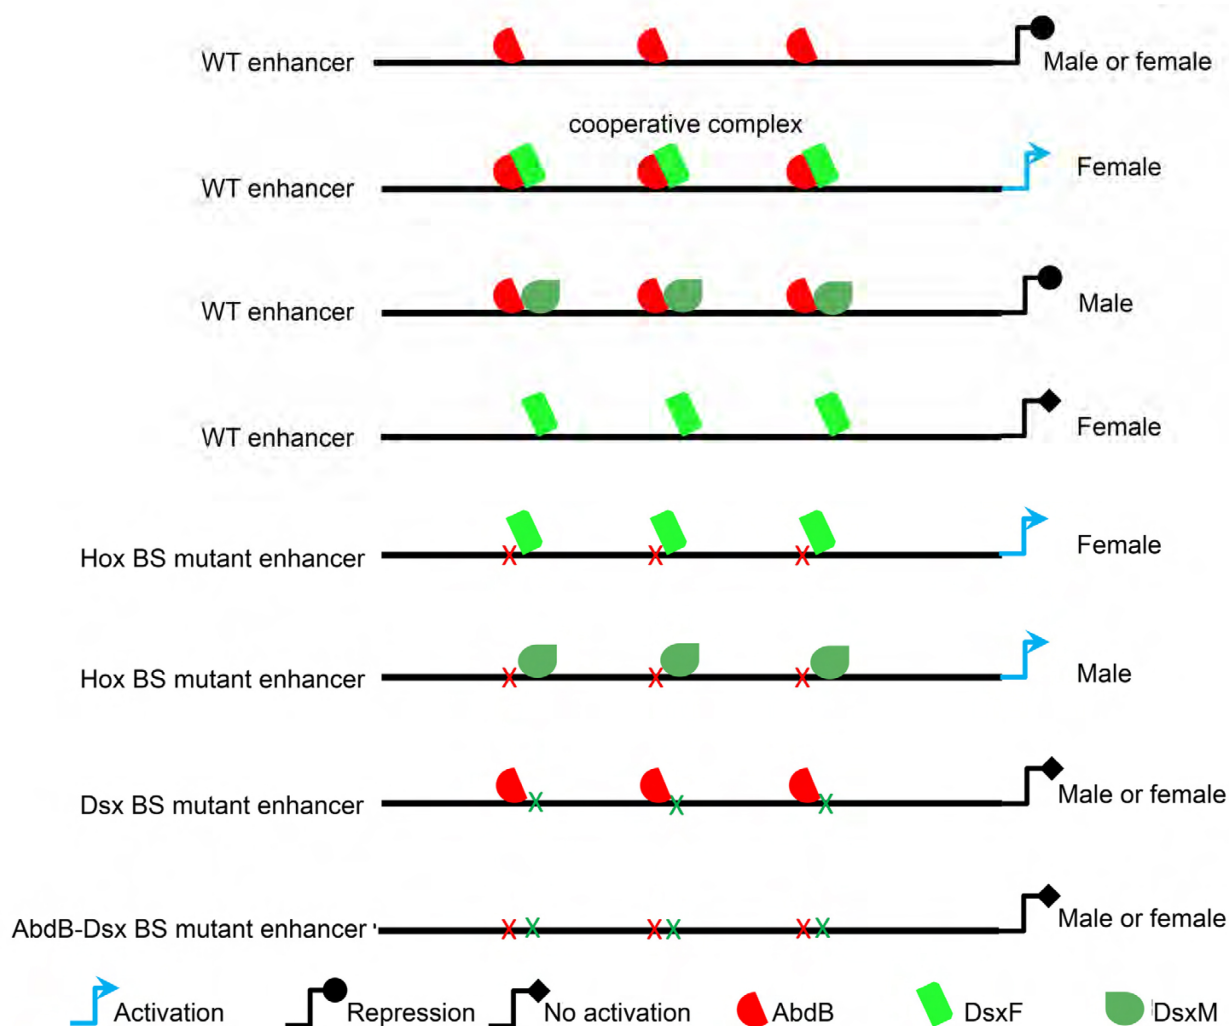 WT enhancer Male or female
cooperative complex
WT enhancer Female
WT enhancer Male
WT enhancer Female
Hox BS mutant enhancer Female
Hox BS mutant enhancer Male
Dsx BS mutant enhancer Male or female
AbdB-Dsx BS mutant enhancer Male or female
Activation Repression No activation AbdB DsxF DsxM